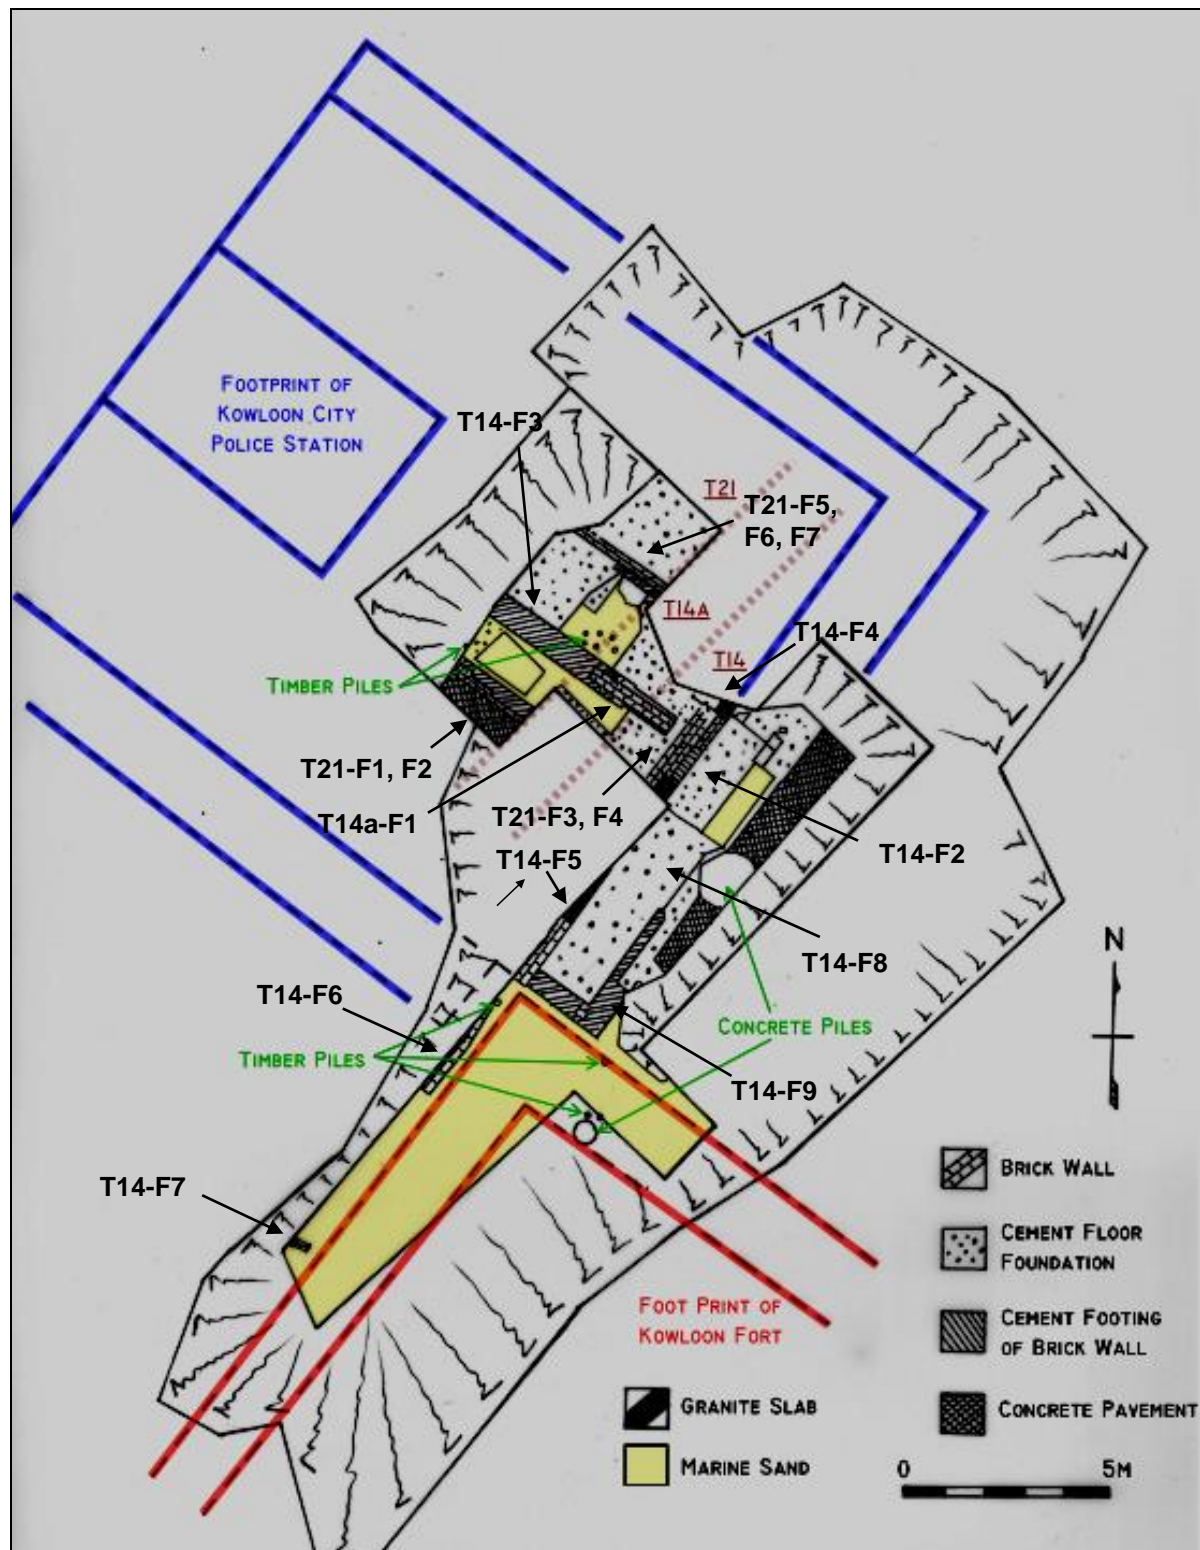 FOOTPRINT OF
KOWLOON CITY
POLICE STATION
T14-F3
T21
T21-F5,
F6, F7
T14A
T14-F4
T14
TIMBER PILES
T21-F1, F2
T14a-F1
T21-F3, F4
T14-F2
T14-F5
T14-F8
N
T14-F6
CONCRETE PILES
TIMBER PILES
T14-F9
BRICK WALL
T14-F7
CEMENT FLOOR
FOUNDATION
FOOT PRINT OF
KOWLOON FORT
CEMENT FOOTING
OF BRICK WALL
GRANITE SLAB
CONCRETE PAVEMENT
MARINE SAND
0 5M